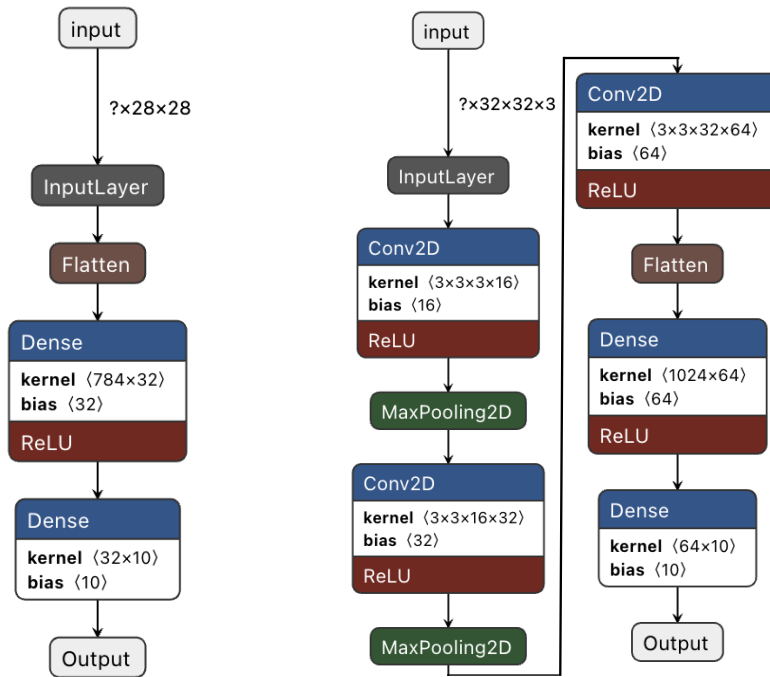 input
?×28×28
InputLayer
Flatten
Dense
kernel ⟨784×32⟩
bias ⟨32⟩
ReLU
Dense
kernel ⟨32×10⟩
bias ⟨10⟩
Output
input
?×32×32×3
InputLayer
Conv2D
kernel ⟨3×3×3×16⟩
bias ⟨16⟩
ReLU
MaxPooling2D
Conv2D
kernel ⟨3×3×16×32⟩
bias ⟨32⟩
ReLU
MaxPooling2D
Conv2D
kernel ⟨3×3×32×64⟩
bias ⟨64⟩
ReLU
Flatten
Dense
kernel ⟨1024×64⟩
bias ⟨64⟩
ReLU
Dense
kernel ⟨64×10⟩
bias ⟨10⟩
Output